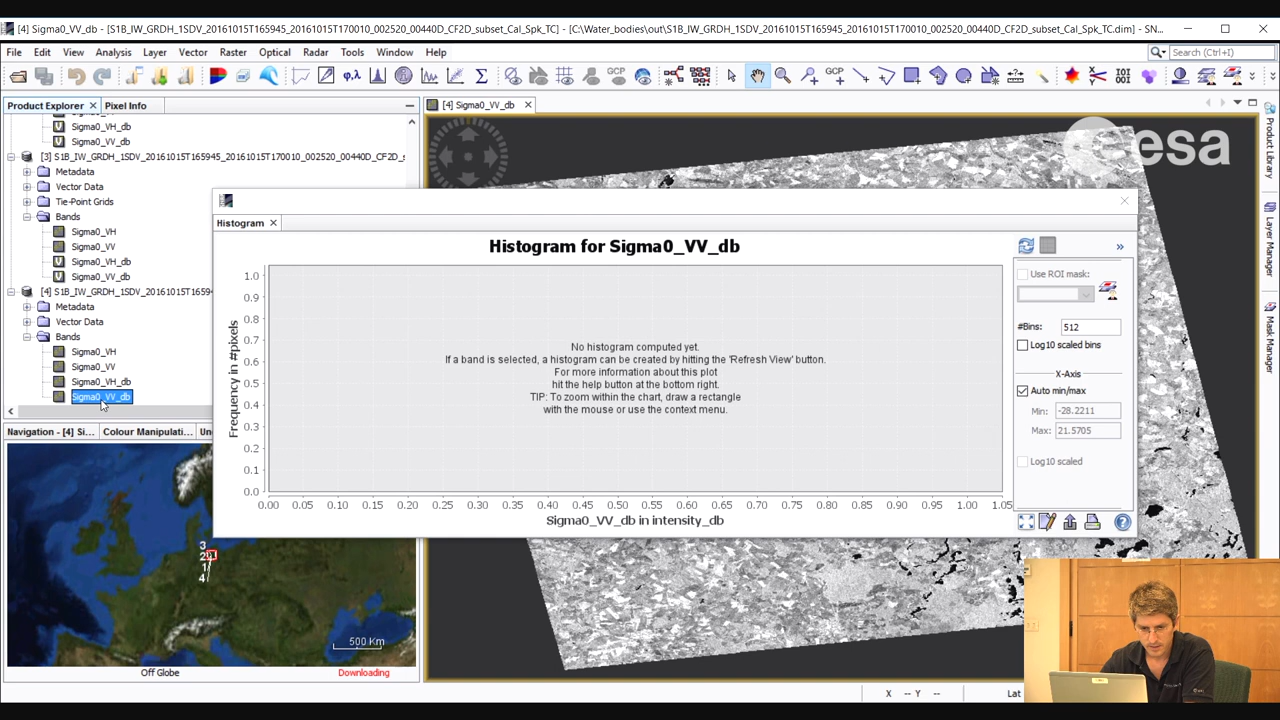 [4] Sigma0_VV_db - [S1B_IW_GRDH_1SDV_20161015T165945_20161015T170010_002520_00440D_CF2D_subset_Cal_Spk_TC] - [C:\Water_bodies\out\S1B_IW_GRDH_1SDV_20161015T165945_20161015T170010_002520_00440D_CF2D_subset_Cal_Spk_TC.dim] - SN...
File Edit View Analysis Layer Vector Raster Optical Radar Tools Window Help
Search (Ctrl+I)
GCP GCP
Product Explorer Pixel Info
[4] Sigma0_VV_db
Sigma0_VH_db
Sigma0_VV_db
[3] S1B_IW_GRDH_1SDV_20161015T165945_20161015T170010_002520_00440D_CF2D_s
Metadata
Vector Data
Tie-Point Grids
Bands
Sigma0_VH
Sigma0_VV
Sigma0_VH_db
Sigma0_VV_db
[4] S1B_IW_GRDH_1SDV_20161015T16594
Metadata
Vector Data
Bands
Sigma0_VH
Sigma0_VV
Sigma0_VH_db
Sigma0_VV_db
esa
Product Library
Layer Manager
Mask Manager
Histogram
Histogram for Sigma0_VV_db
Frequency in #pixels
1.0
0.9
0.8
0.7
0.6
0.5
0.4
0.3
0.2
0.1
0.0
No histogram computed yet.
If a band is selected, a histogram can be created by hitting the 'Refresh View' button.
For more information about this plot
hit the help button at the bottom right.
TIP: To zoom within the chart, draw a rectangle
with the mouse or use the context menu.
0.00 0.05 0.10 0.15 0.20 0.25 0.30 0.35 0.40 0.45 0.50 0.55 0.60 0.65 0.70 0.75 0.80 0.85 0.90 0.95 1.00 1.05
Sigma0_VV_db in intensity_db
Use ROI mask:
#Bins: 512
Log10 scaled bins
X-Axis
Auto min/max
Min: -28.2211
Max: 21.5705
Log10 scaled
Navigation - [4] Si... Colour Manipulati... Un
3
2 1
1
4
500 Km
Off Globe Downloading
X -- Y -- Lat